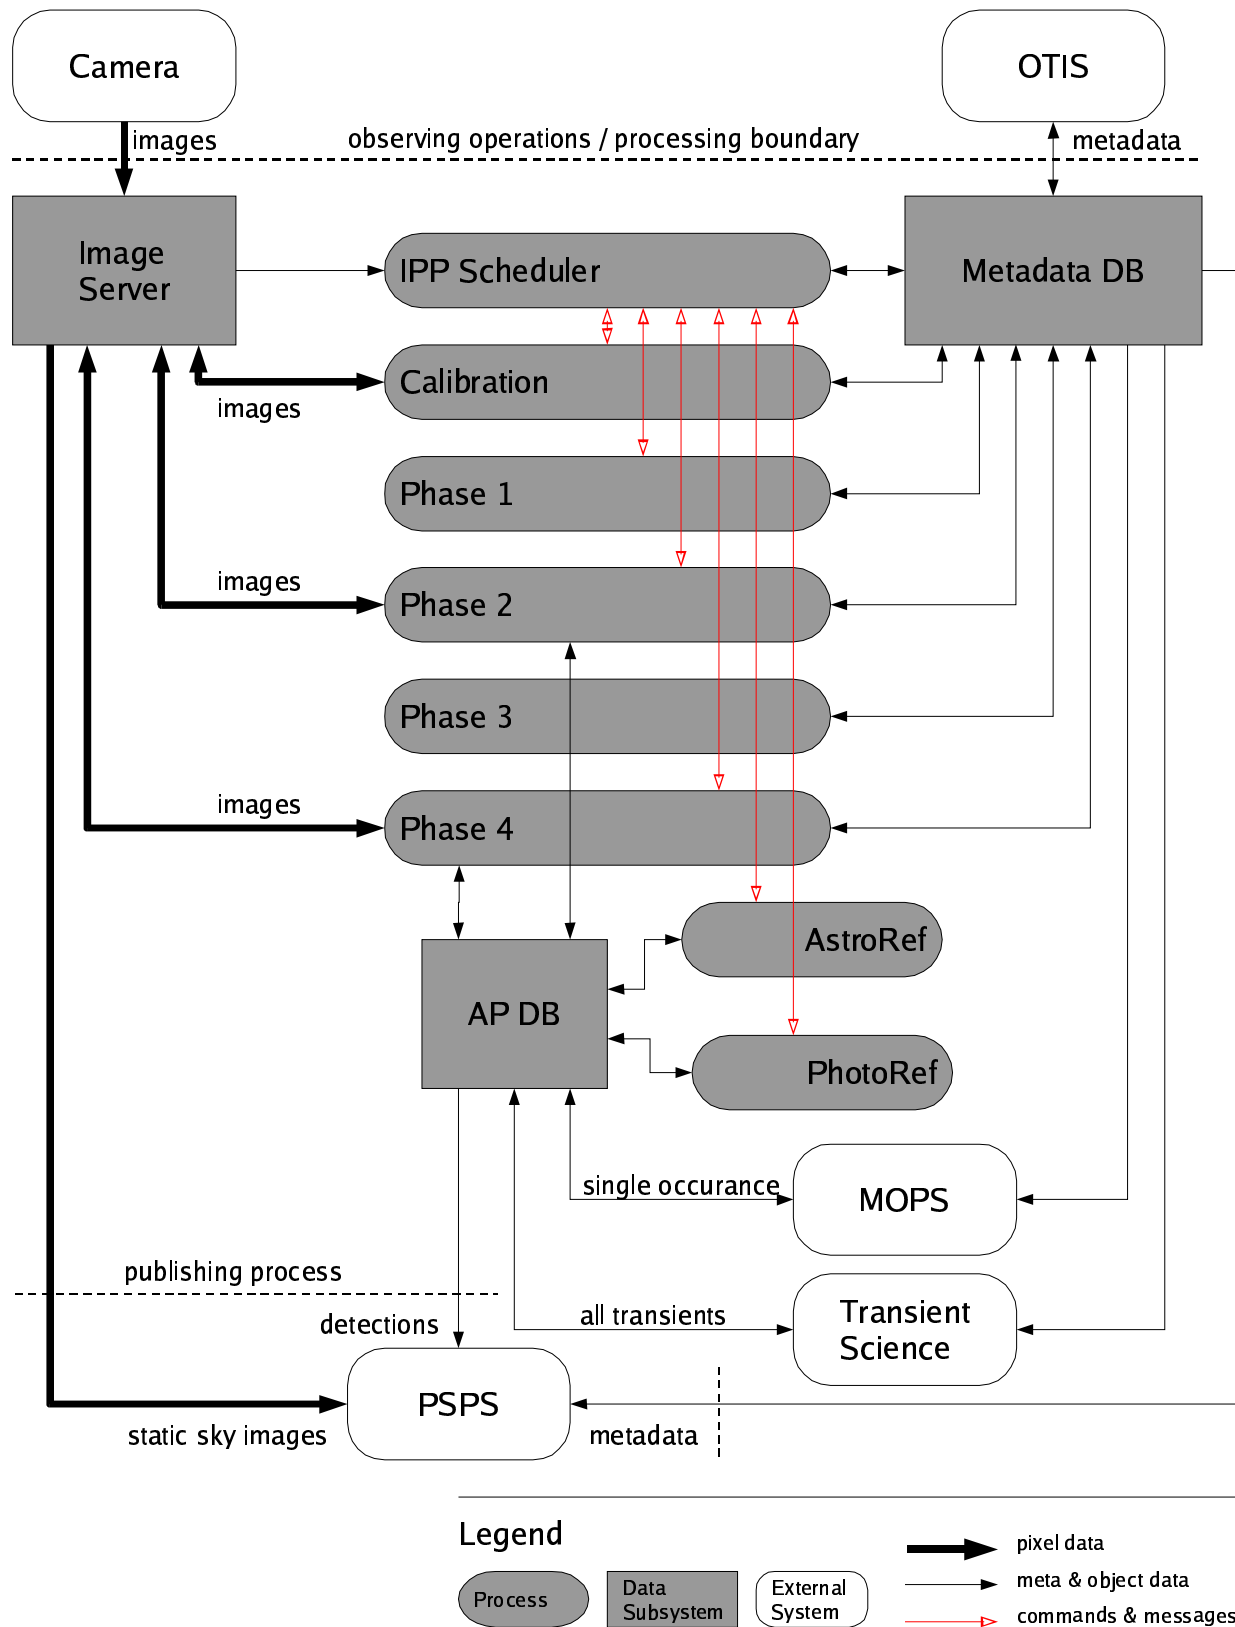 Camera
OTIS
images
observing operations / processing boundary
metadata
Image
Server
IPP Scheduler
Metadata DB
Calibration
images
Phase 1
images
Phase 2
Phase 3
images
Phase 4
AstroRef
AP DB
PhotoRef
single occurance
MOPS
publishing process
detections
all transients
Transient
Science
PSPS
static sky images
metadata
Legend
pixel data
Process
Data
Subsystem
External
System
meta & object data
commands & messages